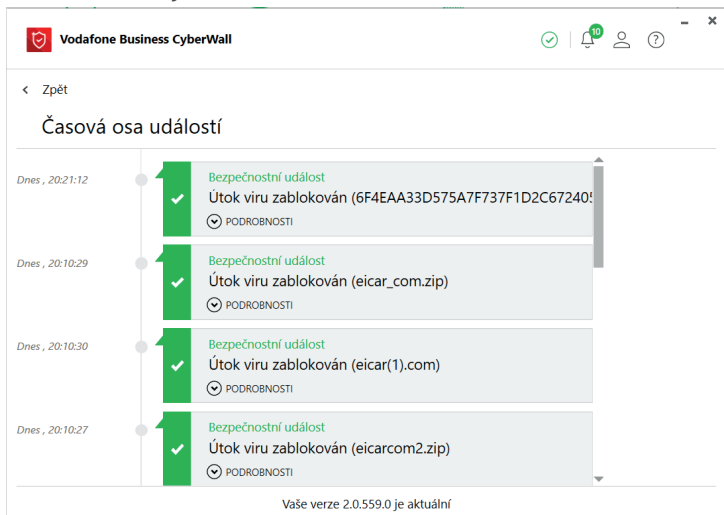 Vodafone Business CyberWall
10
Zpět
Časová osa událostí
Dnes , 20:21:12
Bezpečnostní událost
Útok viru zablokován (6F4EAA33D575A7F737F1D2C672405
PODROBNOSTI
Dnes , 20:10:29
Bezpečnostní událost
Útok viru zablokován (eicar_com.zip)
PODROBNOSTI
Dnes , 20:10:30
Bezpečnostní událost
Útok viru zablokován (eicar(1).com)
PODROBNOSTI
Dnes , 20:10:27
Bezpečnostní událost
Útok viru zablokován (eicarcom2.zip)
PODROBNOSTI
Vaše verze 2.0.559.0 je aktuální